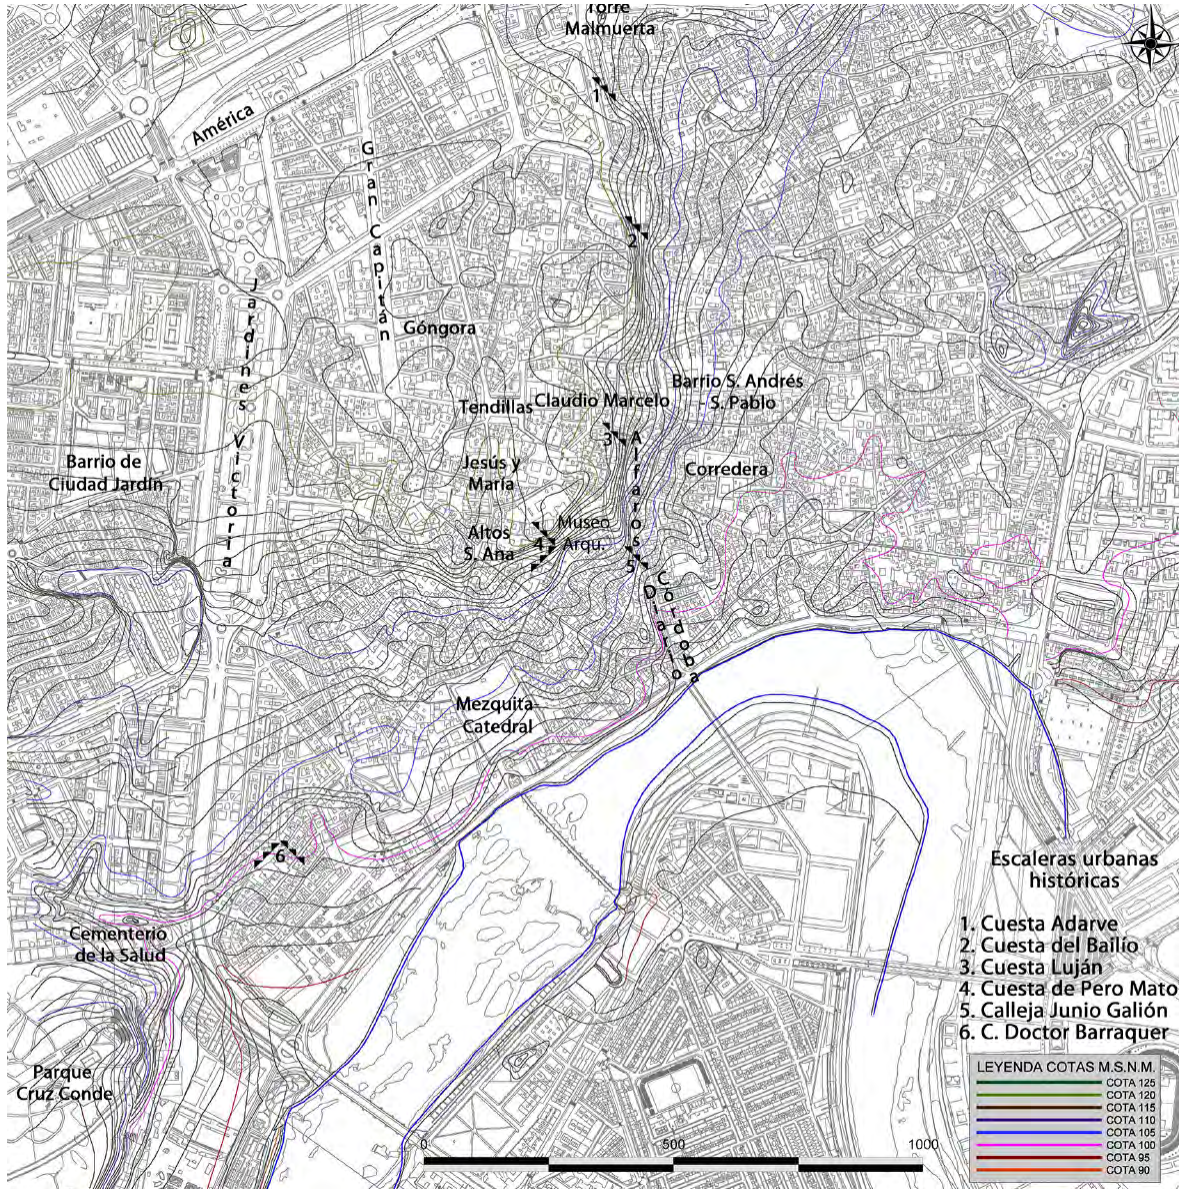 Torre
Malmuerta
1
América
Gran Capitán
2
Jardines Victoria
Góngora
Barrio S. Andrés
- S. Pablo
Tendillas
Claudio Marcelo
3
Alfaros
Barrio de
Ciudad Jardín
Jesús y
María
Corredera
Altos
S. Ana
4
Museo
Arqu.
5
Diario Córdoba
Mezquita-
Catedral
6
Cementerio
de la Salud
Parque
Cruz Conde
Escaleras urbanas
históricas
1. Cuesta Adarve
2. Cuesta del Bailío
3. Cuesta Luján
4. Cuesta de Pero Mato
5. Calleja Junio Galión
6. C. Doctor Barraquer
LEYENDA COTAS M.S.N.M.
COTA 125
COTA 120
COTA 115
COTA 110
COTA 105
COTA 100
COTA 95
COTA 90
0 500 1000